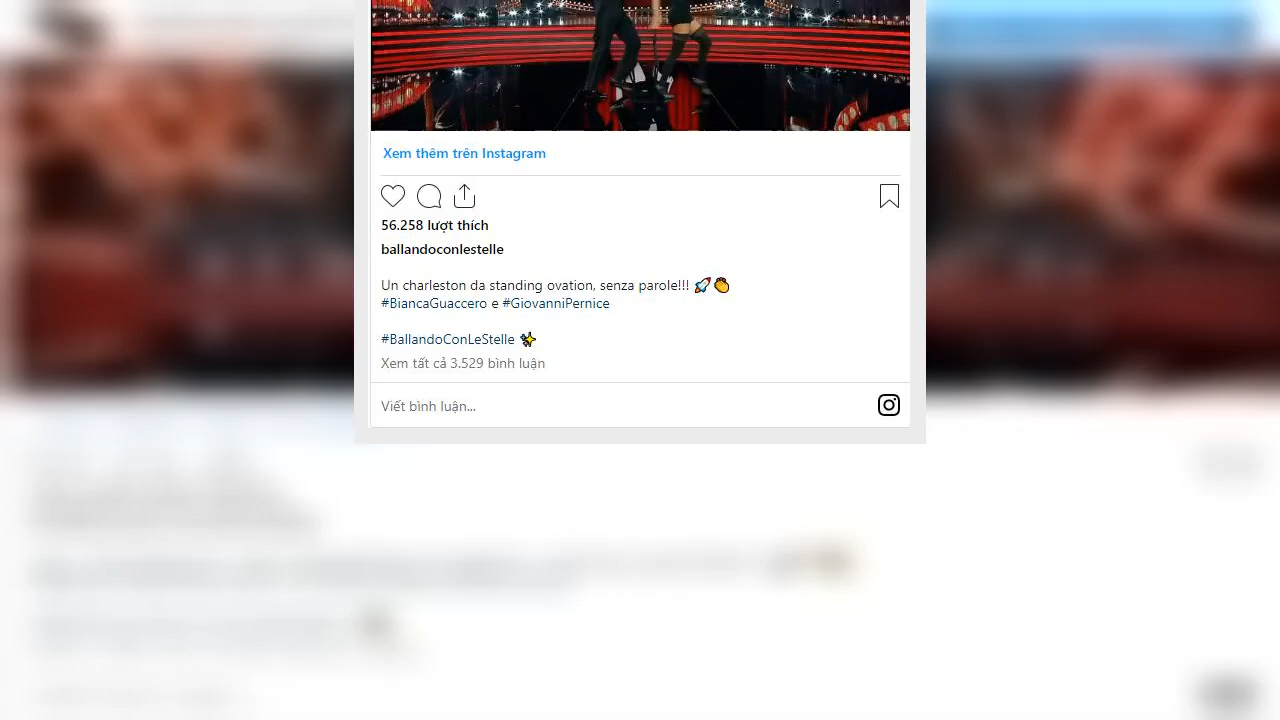 Xem thêm trên Instagram
56.258 lượt thích
ballandoconlestelle
Un charleston da standing ovation, senza parole!!! 🚀👏
#BiancaGuaccero e #GiovanniPernice
#BallandoConLeStelle ✨
Xem tất cả 3.529 bình luận
Viết bình luận...